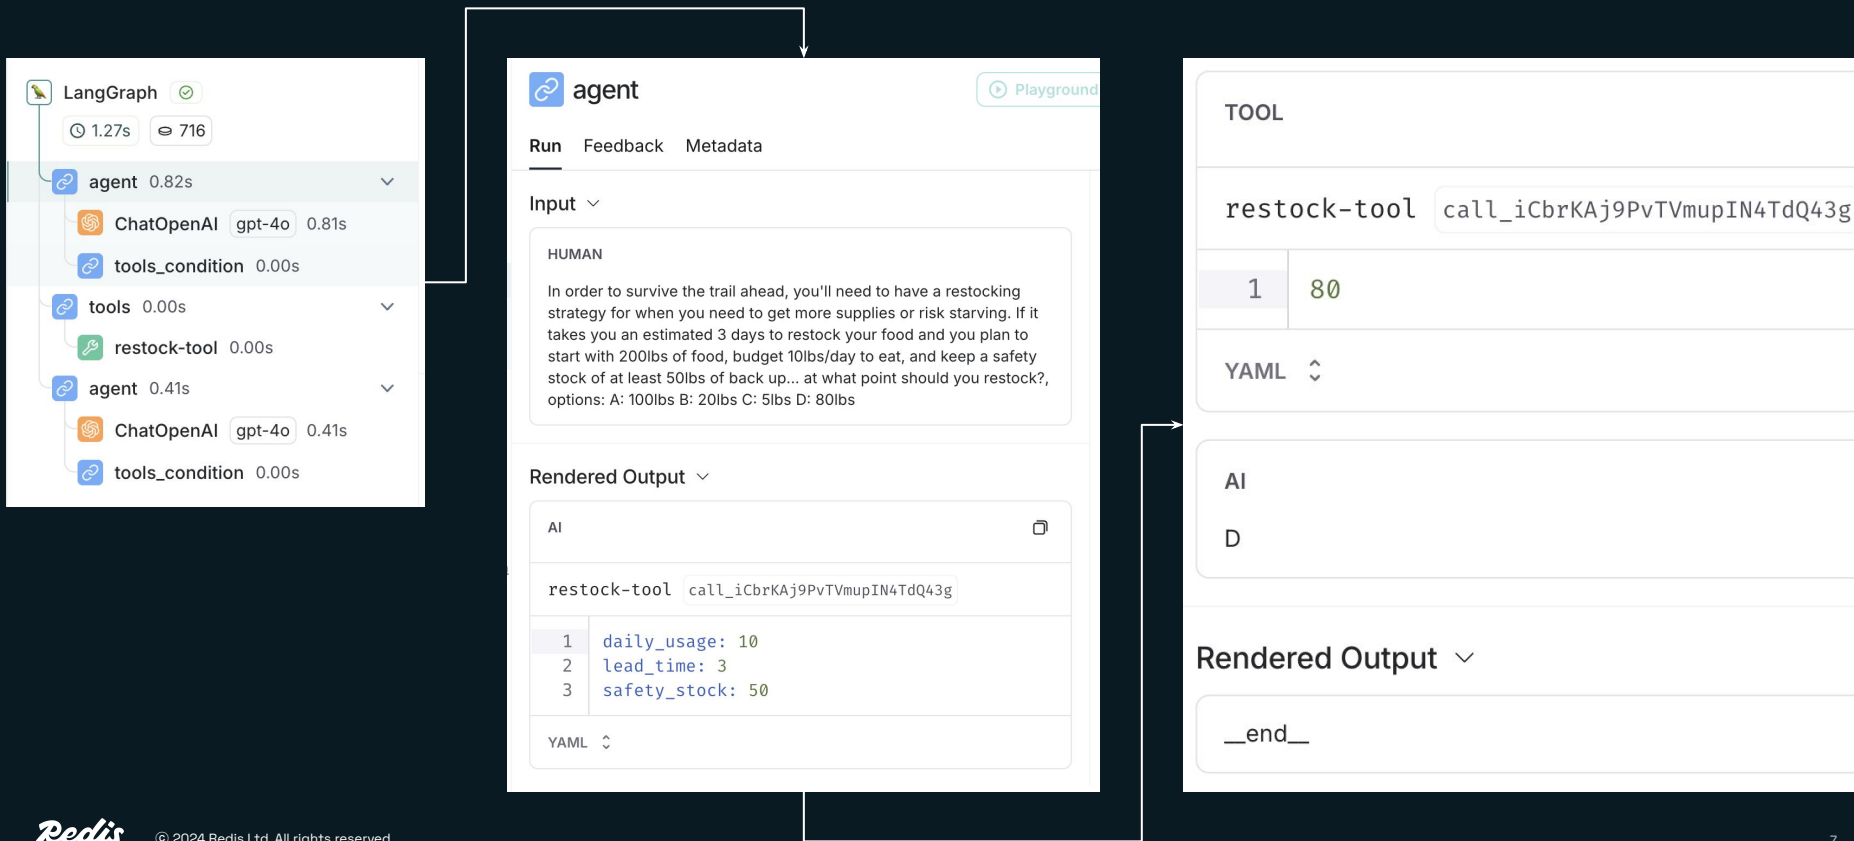 LangGraph
1.27s 716
agent 0.82s
ChatOpenAI gpt-4o 0.81s
tools_condition 0.00s
tools 0.00s
restock-tool 0.00s
agent 0.41s
ChatOpenAI gpt-4o 0.41s
tools_condition 0.00s
agent
Playground
Run Feedback Metadata
Input
HUMAN
In order to survive the trail ahead, you'll need to have a restocking
strategy for when you need to get more supplies or risk starving. If it
takes you an estimated 3 days to restock your food and you plan to
start with 200lbs of food, budget 10lbs/day to eat, and keep a safety
stock of at least 50lbs of back up... at what point should you restock?,
options: A: 100lbs B: 20lbs C: 5lbs D: 80lbs
Rendered Output
AI
restock-tool call_iCbrKAj9PvTVmupIN4TdQ43g
1 daily_usage: 10
2 lead_time: 3
3 safety_stock: 50
YAML
TOOL
restock-tool call_iCbrKAj9PvTVmupIN4TdQ43g
1 80
YAML
AI
D
Rendered Output
__end__
Redis
© 2024 Redis Ltd. All rights reserved
7